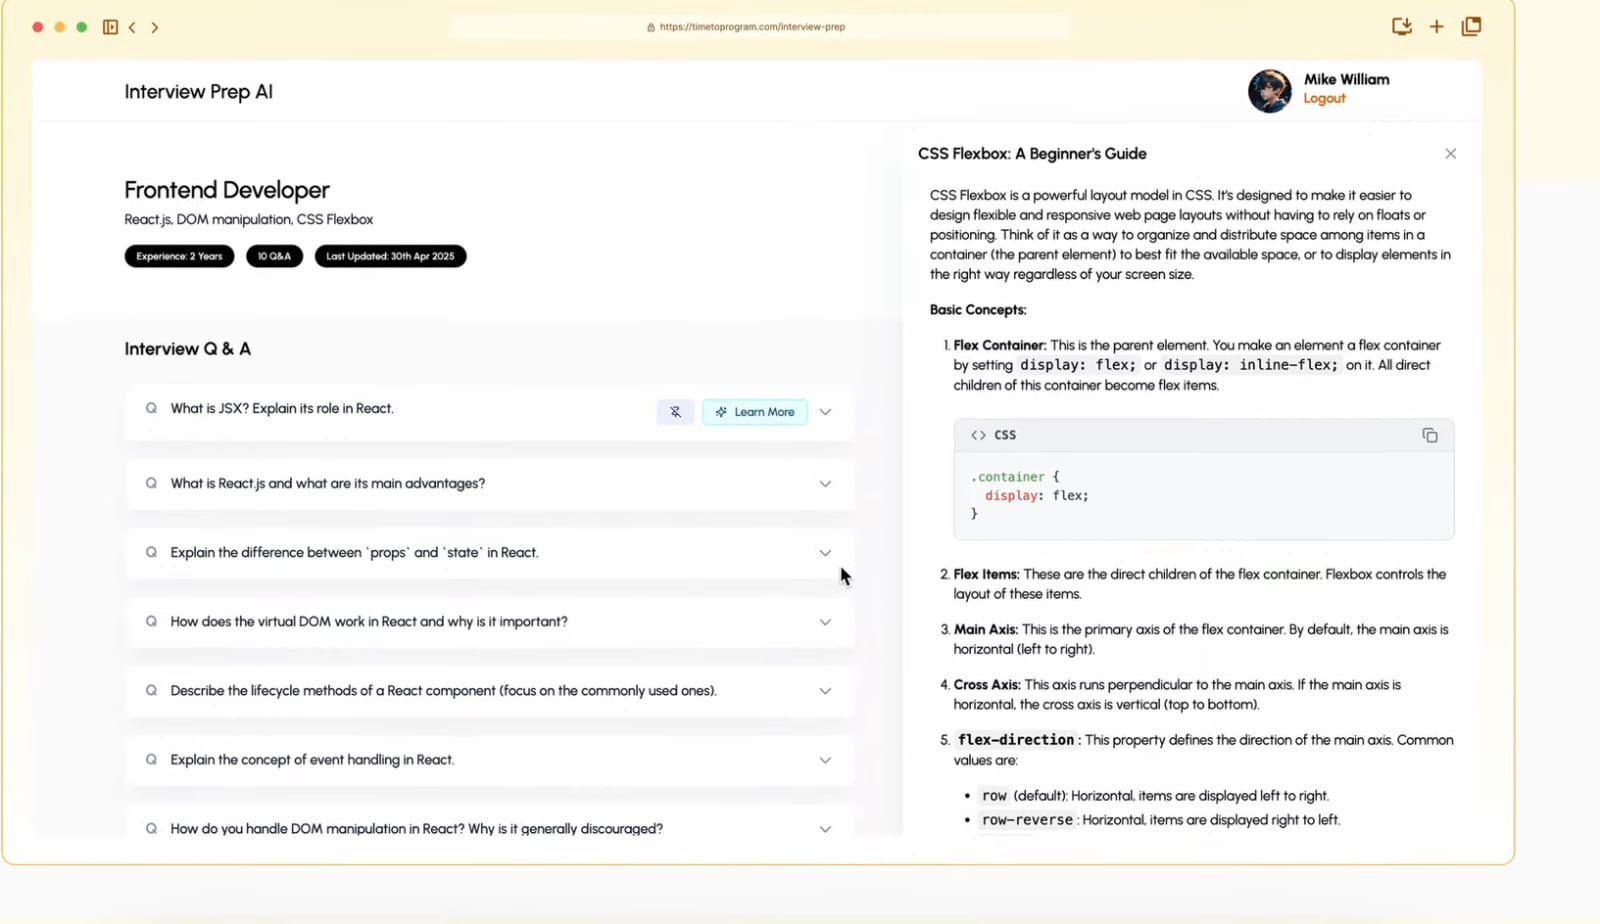 https://timetoprogram.com/interview-prep
Interview Prep AI
Mike William
Logout
Frontend Developer
React.js, DOM manipulation, CSS Flexbox
Experience: 2 Years
10 Q&A
Last Updated: 30th Apr 2025
Interview Q & A
Q What is JSX? Explain its role in React.
Learn More
Q What is React.js and what are its main advantages?
Q Explain the difference between `props` and `state` in React.
Q How does the virtual DOM work in React and why is it important?
Q Describe the lifecycle methods of a React component (focus on the commonly used ones).
Q Explain the concept of event handling in React.
Q How do you handle DOM manipulation in React? Why is it generally discouraged?
CSS Flexbox: A Beginner's Guide
CSS Flexbox is a powerful layout model in CSS. It's designed to make it easier to
design flexible and responsive web page layouts without having to rely on floats or
positioning. Think of it as a way to organize and distribute space among items in a
container (the parent element) to best fit the available space, or to display elements in
the right way regardless of your screen size.
Basic Concepts:
1. Flex Container: This is the parent element. You make an element a flex container
by setting display: flex; or display: inline-flex; on it. All direct
children of this container become flex items.
<> CSS
.container {
display: flex;
}
2. Flex Items: These are the direct children of the flex container. Flexbox controls the
layout of these items.
3. Main Axis: This is the primary axis of the flex container. By default, the main axis is
horizontal (left to right).
4. Cross Axis: This axis runs perpendicular to the main axis. If the main axis is
horizontal, the cross axis is vertical (top to bottom).
5. flex-direction: This property defines the direction of the main axis. Common
values are:
• row (default): Horizontal, items are displayed left to right.
• row-reverse: Horizontal, items are displayed right to left.